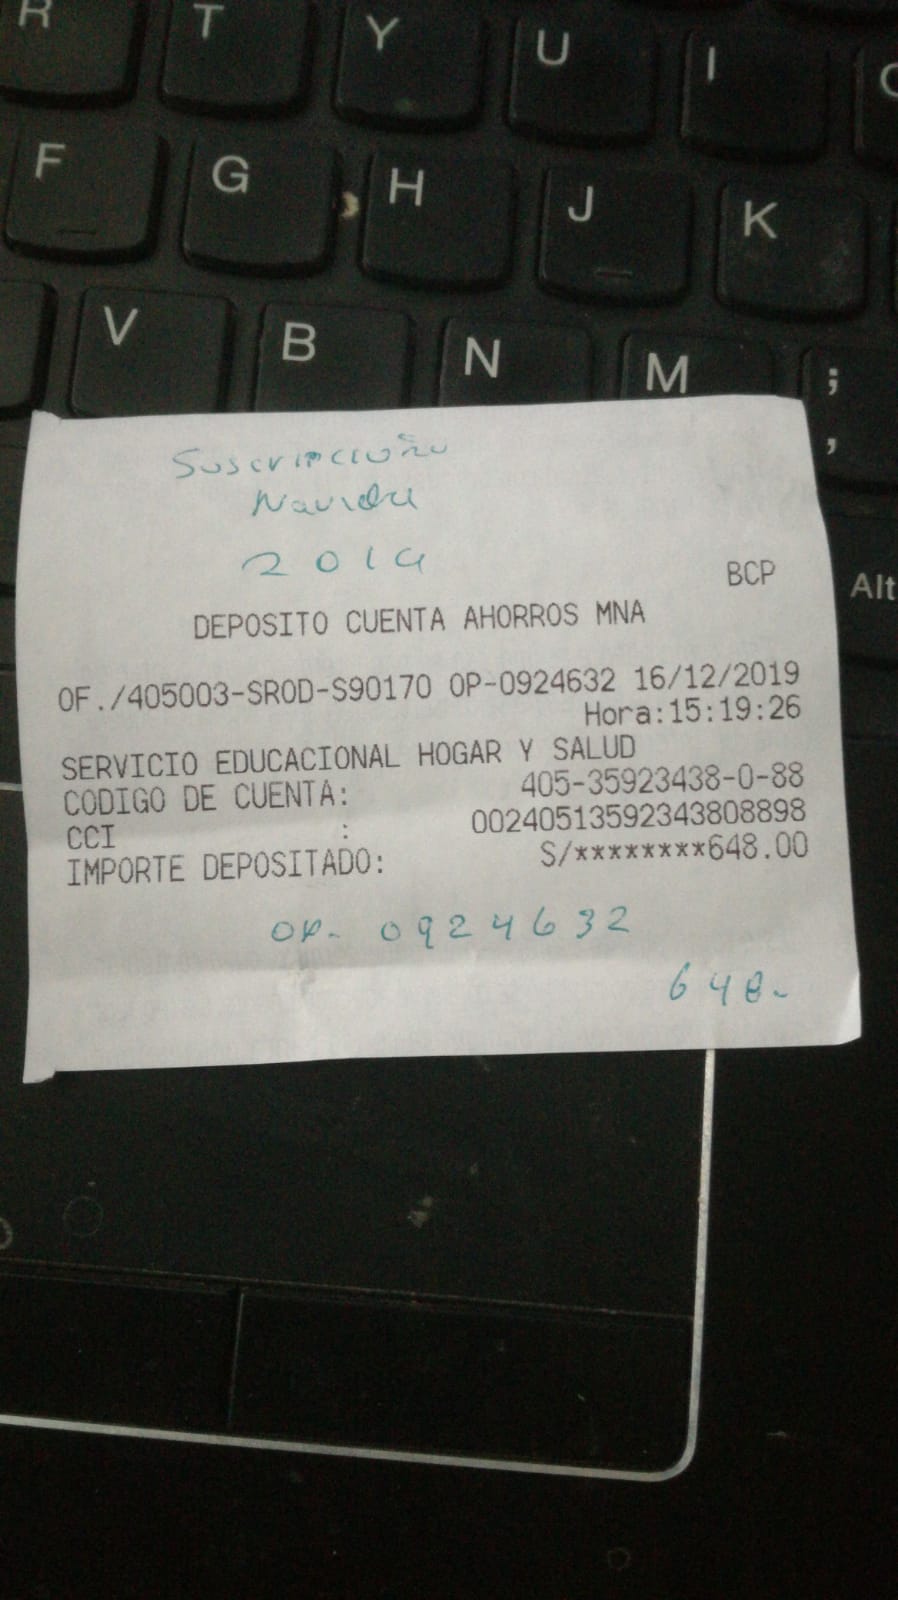 R T Y U I
F G H J K
V B N M ; ,
Alt
Suscripción
Navidad
2019
BCP
DEPOSITO CUENTA AHORROS MNA
OF./405003-SROD-S90170 OP-0924632 16/12/2019
Hora:15:19:26
SERVICIO EDUCACIONAL HOGAR Y SALUD
CODIGO DE CUENTA: 405-35923438-0-88
CCI : 00240513592343808898
IMPORTE DEPOSITADO: S/********648.00
OP- 0924632
648-